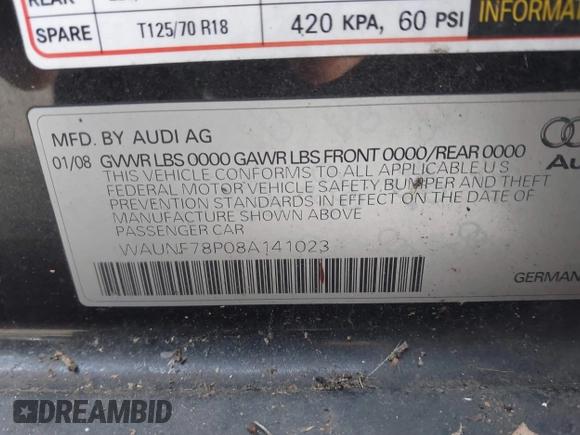 SPARE T125/70 R18 420 KPA, 60 PSI
INFORMAT
MFD. BY AUDI AG
01/08 GVWR LBS 0000 GAWR LBS FRONT 0000/REAR 0000
THIS VEHICLE CONFORMS TO ALL APPLICABLE U S
FEDERAL MOTOR VEHICLE SAFETY, BUMPER AND THEFT
PREVENTION STANDARDS IN EFFECT ON THE DATE OF
MANUFACTURE SHOWN ABOVE
PASSENGER CAR
WAUNF78P08A141023
Au
GERMAN
DREAMBID